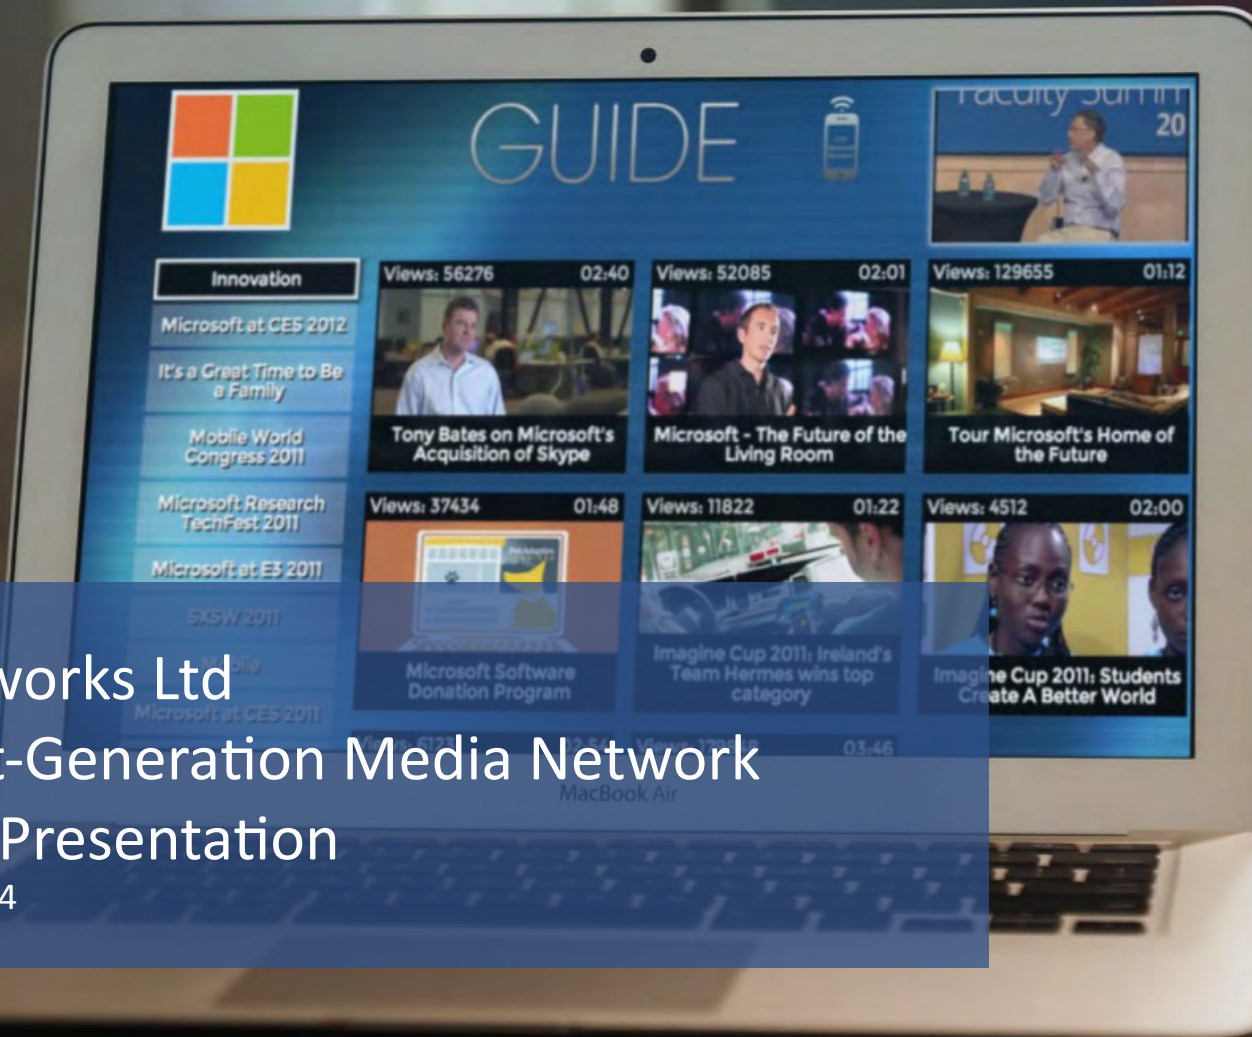 Faculty Summ
20
GUIDE
Innovation
Microsoft at CES 2012
It's a Great Time to Be
a Family
Mobile World
Congress 2011
Microsoft Research
TechFest 2011
Microsoft at E3 2011
SXSW 2011
Mobile
Microsoft at CES 2011
Views: 56276 02:40
Tony Bates on Microsoft's
Acquisition of Skype
Views: 52085 02:01
Microsoft - The Future of the
Living Room
Views: 129655 01:12
Tour Microsoft's Home of
the Future
Views: 37434 01:48
Microsoft Software
Donation Program
Views: 11822 01:22
Imagine Cup 2011: Ireland's
Team Hermes wins top
category
Views: 4512 02:00
Imagine Cup 2011: Students
Create A Better World
03:46
MacBook Air
works Ltd
t-Generation Media Network
Presentation
4